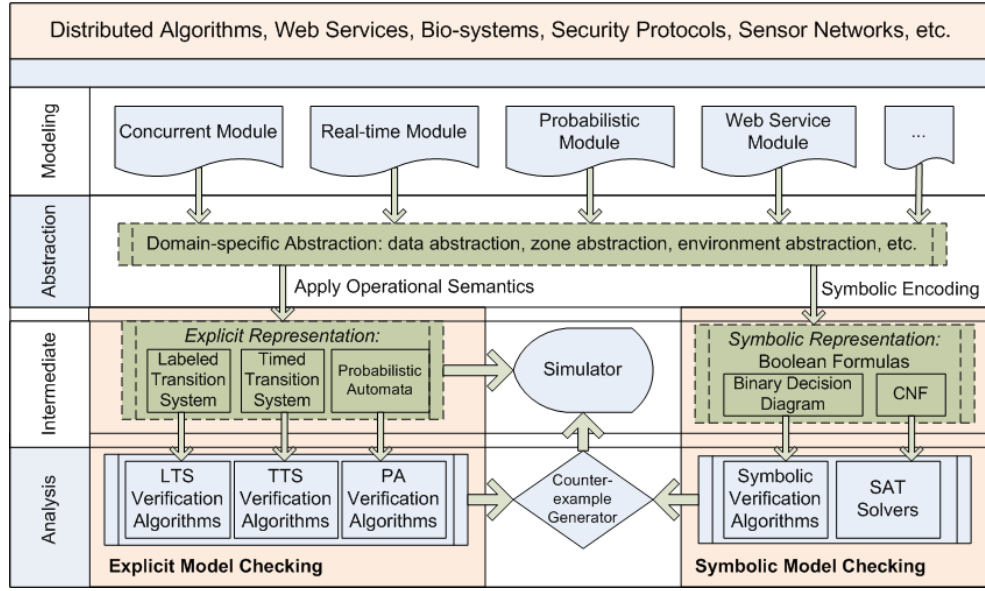 Distributed Algorithms, Web Services, Bio-systems, Security Protocols, Sensor Networks, etc.
Modeling
Concurrent Module
Real-time Module
Probabilistic
Module
Web Service
Module
...
Abstraction
Domain-specific Abstraction: data abstraction, zone abstraction, environment abstraction, etc.
Apply Operational Semantics
Symbolic Encoding
Intermediate
Explicit Representation:
Labeled
Transition
System
Timed
Transition
System
Probabilistic
Automata
Simulator
Symbolic Representation:
Boolean Formulas
Binary Decision
Diagram
CNF
Analysis
LTS
Verification
Algorithms
TTS
Verification
Algorithms
PA
Verification
Algorithms
Counter-
example
Generator
Symbolic
Verification
Algorithms
SAT
Solvers
Explicit Model Checking
Symbolic Model Checking